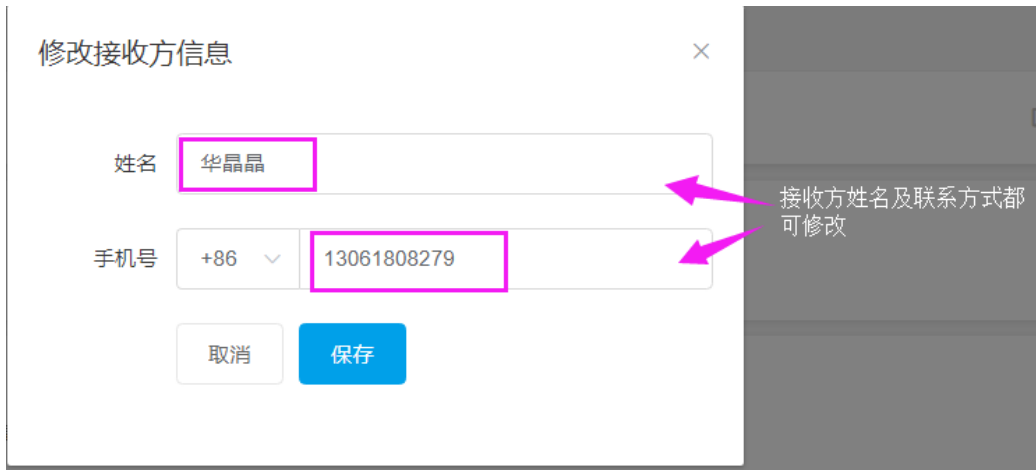 修改接收方信息
姓名 华晶晶
接收方姓名及联系方式都
可修改
手机号 +86 13061808279
取消 保存